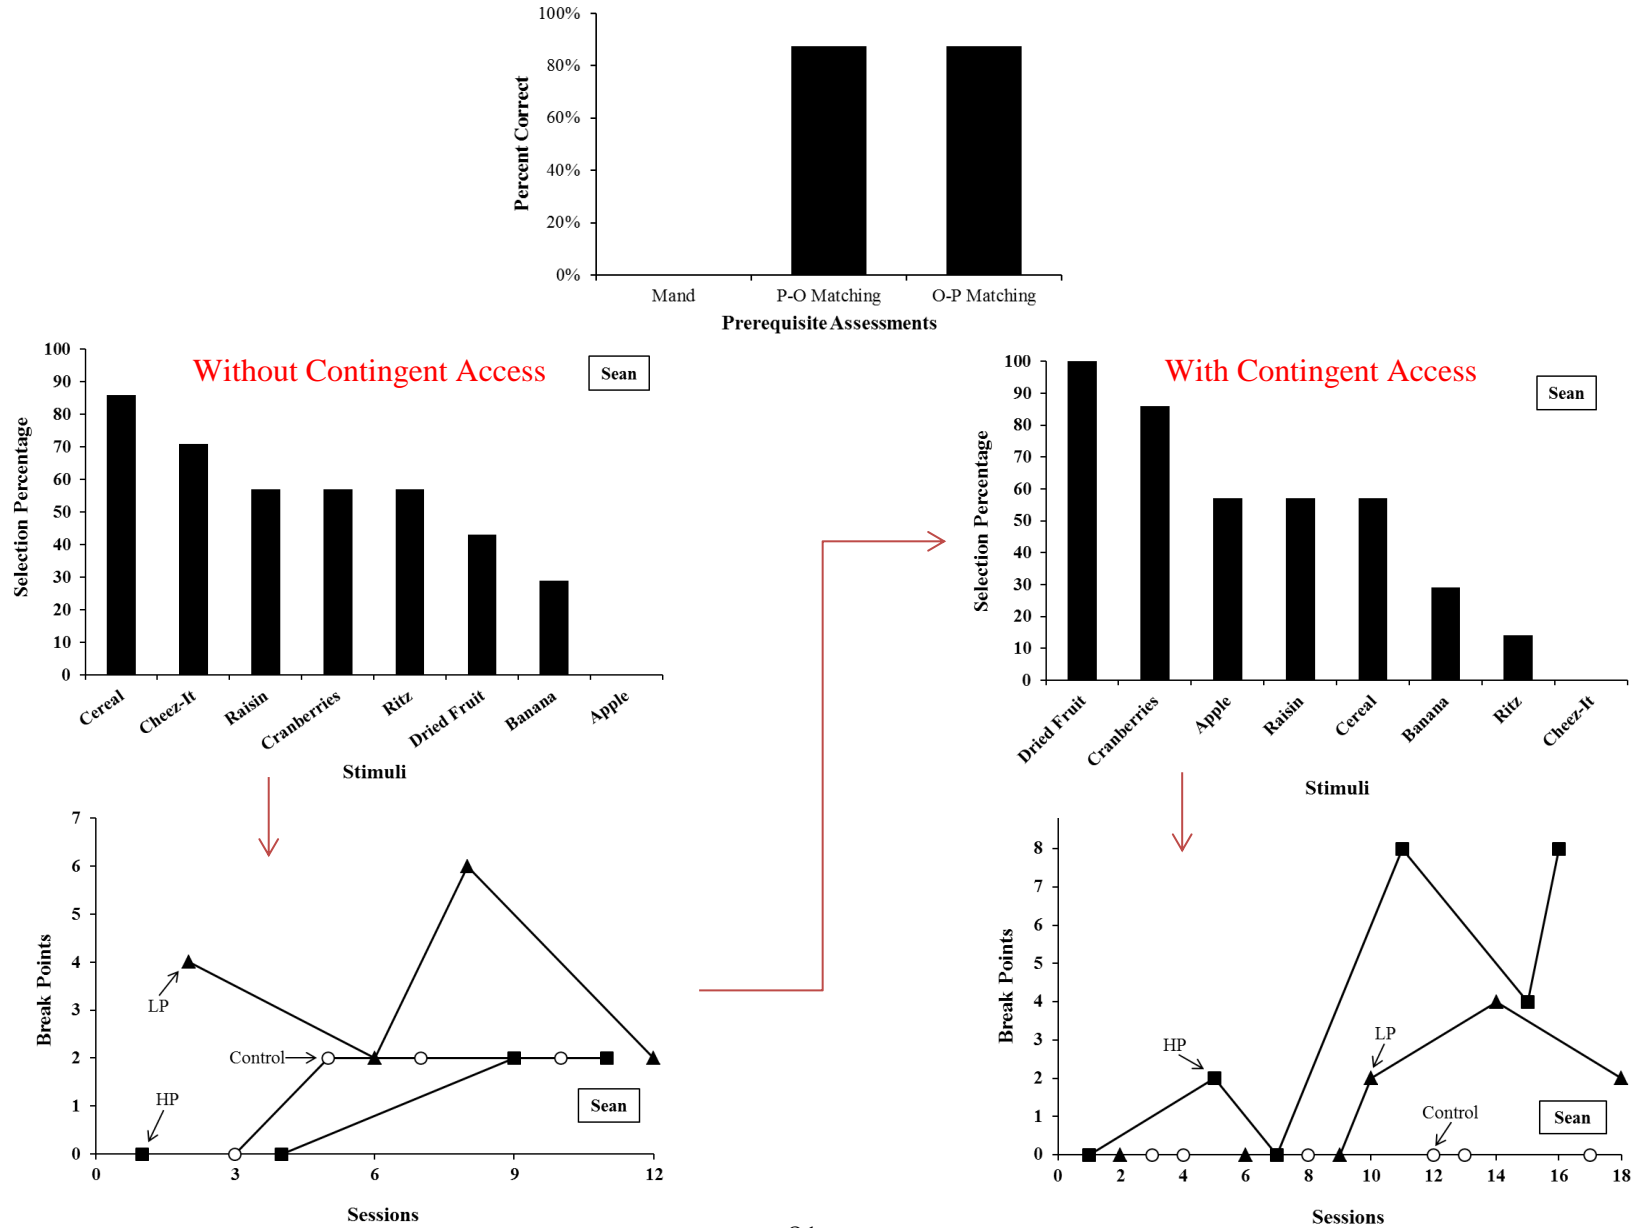 100%
80%
60%
40%
20%
0%
Percent Correct
Mand
P-O Matching
O-P Matching
Prerequisite Assessments
Without Contingent Access
Sean
100
90
80
70
60
50
40
30
20
10
0
Selection Percentage
Cereal
Cheez-It
Raisin
Cranberries
Ritz
Dried Fruit
Banana
Apple
Stimuli
With Contingent Access
Sean
100
90
80
70
60
50
40
30
20
10
0
Selection Percentage
Dried Fruit
Cranberries
Apple
Raisin
Cereal
Banana
Ritz
Cheez-It
Stimuli
7
6
5
4
3
2
1
0
Break Points
LP
Control
HP
Sean
0
3
6
9
12
Sessions
8
7
6
5
4
3
2
1
0
Break Points
HP
LP
Control
Sean
0
2
4
6
8
10
12
14
16
18
Sessions